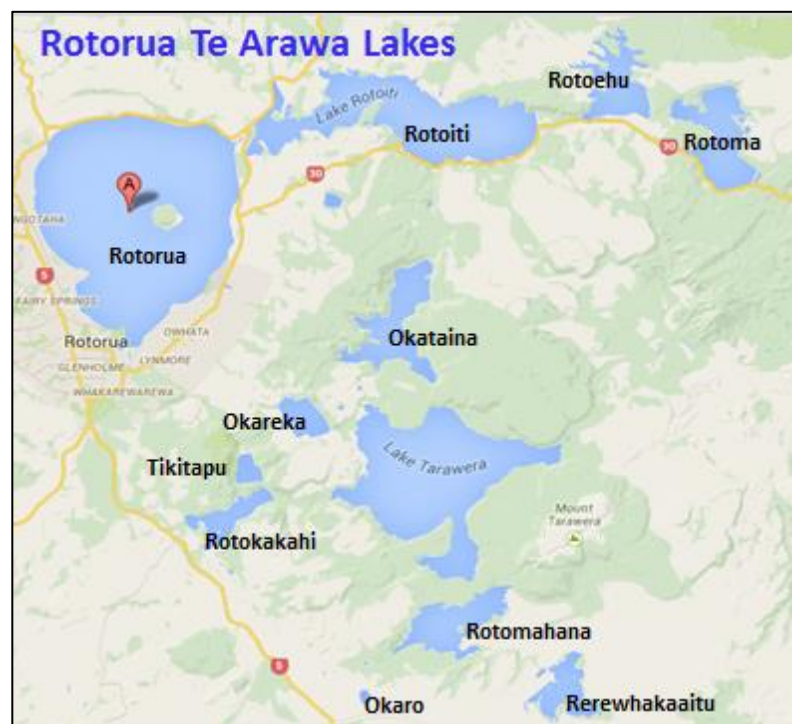 Rotorua Te Arawa Lakes
Rotoehu
Lake Rotoiti
Rotoiti
Rotoma
30
30
A
NGOTAHA
Rotorua
5
FAIRY SPRINGS
Rotorua
OWHATA
LYNMORE
GLENHOLME
WHAKAREWAREWA
Okataina
Okareka
Tikitapu
Lake Tarawera
Rotokakahi
Mount
Tarawera
Rotomahana
5
Okaro
Rerewhakaaitu